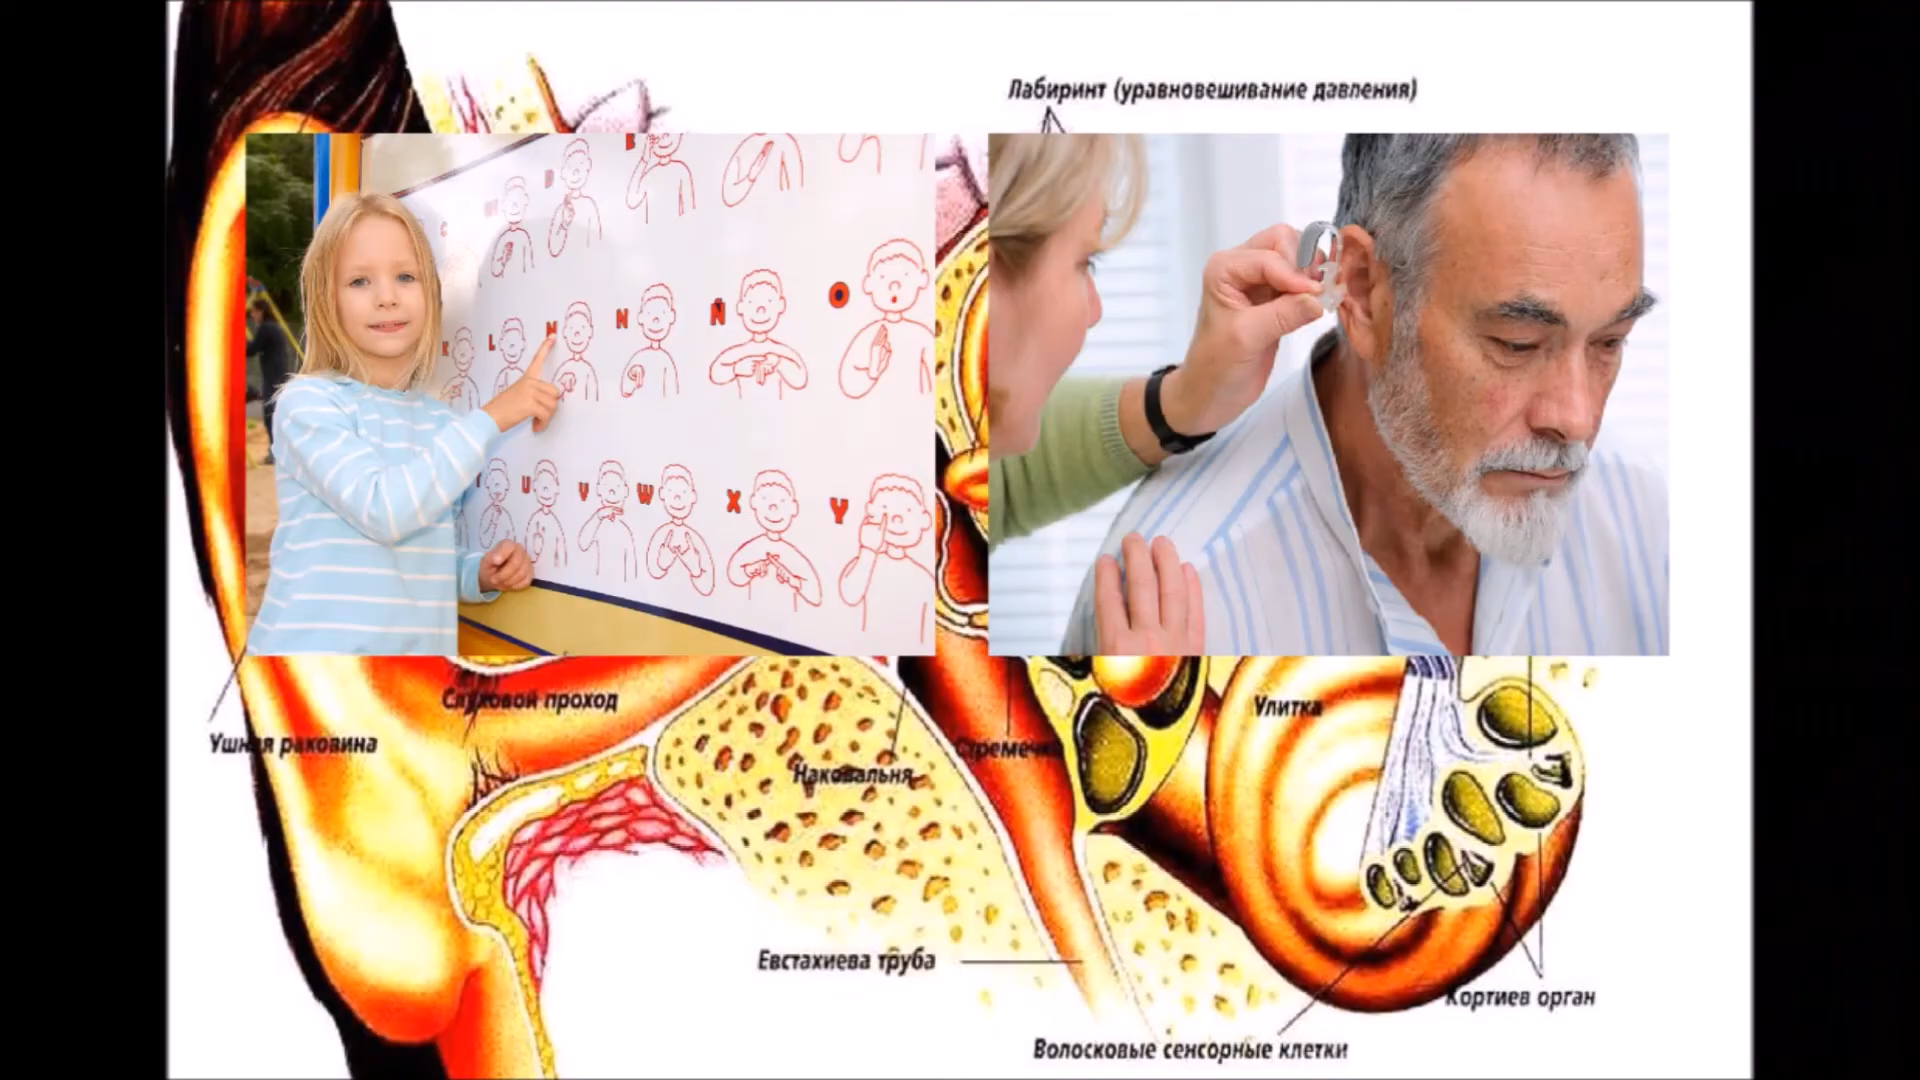 Лабиринт (уравновешивание давления)
D
E
C
K
L
M
N
Ñ
O
T
U
V
W
X
Y
Слуховой проход
Улитка
Ушная раковина
Стремечко
Наковальня
Евстахиева труба
Кортиев орган
Волосковые сенсорные клетки